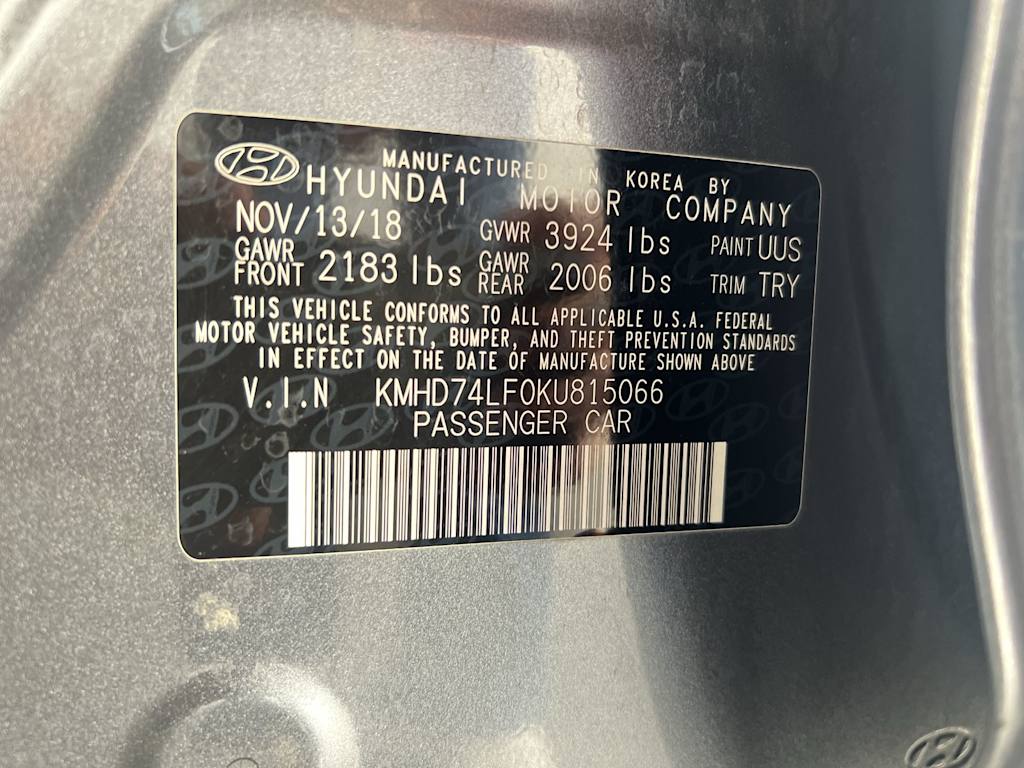 MANUFACTURED IN KOREA BY
HYUNDAI MOTOR COMPANY
NOV/13/18 GVWR 3924 lbs PAINT UUS
GAWR FRONT 2183 lbs GAWR REAR 2006 lbs TRIM TRY
THIS VEHICLE CONFORMS TO ALL APPLICABLE U.S.A. FEDERAL
MOTOR VEHICLE SAFETY, BUMPER, AND THEFT PREVENTION STANDARDS
IN EFFECT ON THE DATE OF MANUFACTURE SHOWN ABOVE
V.I.N KMHD74LF0KU815066
PASSENGER CAR